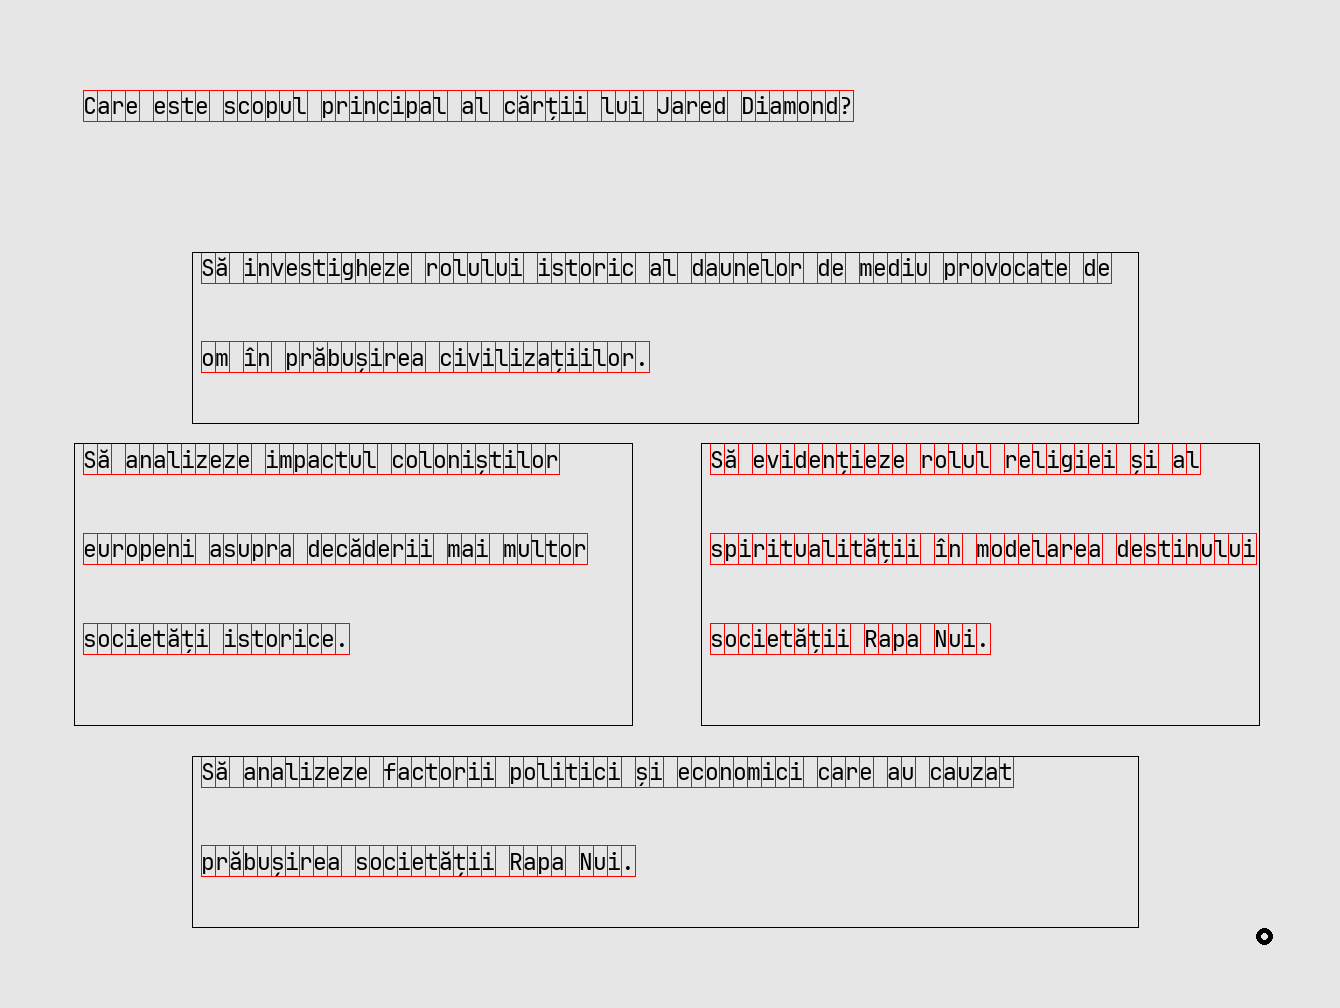 Care este scopul principal al cărții lui Jared Diamond?
Să investigheze rolului istoric al daunelor de mediu provocate de
om în prăbușirea civilizațiilor.
Să analizeze impactul coloniștilor
europeni asupra decăderii mai multor
societăți istorice.
Să evidențieze rolul religiei și al
spiritualității în modelarea destinului
societății Rapa Nui.
Să analizeze factorii politici și economici care au cauzat
prăbușirea societății Rapa Nui.